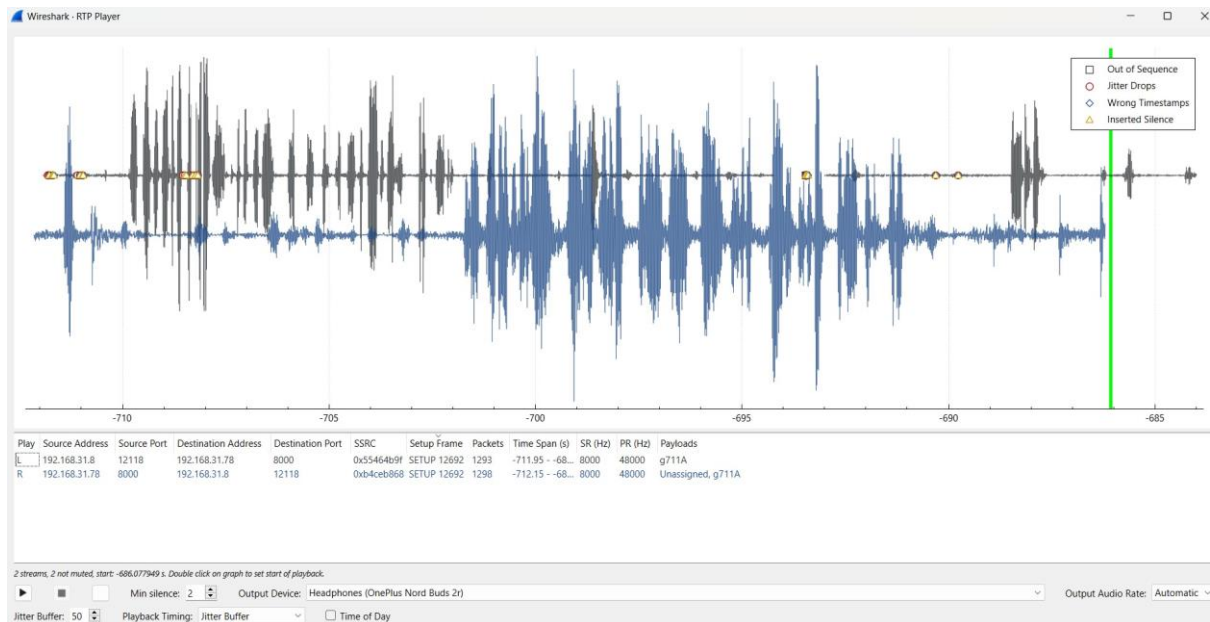 Wireshark · RTP Player
Out of Sequence
Jitter Drops
Wrong Timestamps
Inserted Silence
-710 -705 -700 -695 -690 -685
Play Source Address Source Port Destination Address Destination Port SSRC Setup Frame Packets Time Span (s) SR (Hz) PR (Hz) Payloads
L 192.168.31.8 12118 192.168.31.78 8000 0x55464b9f SETUP 12692 1293 -711.95 - -68... 8000 48000 g711A
R 192.168.31.78 8000 192.168.31.8 12118 0xb4ceb868 SETUP 12692 1298 -712.15 - -68... 8000 48000 Unassigned, g711A
2 streams, 2 not muted, start: -686.077949 s. Double click on graph to set start of playback.
Min silence: 2 Output Device: Headphones (OnePlus Nord Buds 2r) Output Audio Rate: Automatic
Jitter Buffer: 50 Playback Timing: Jitter Buffer Time of Day